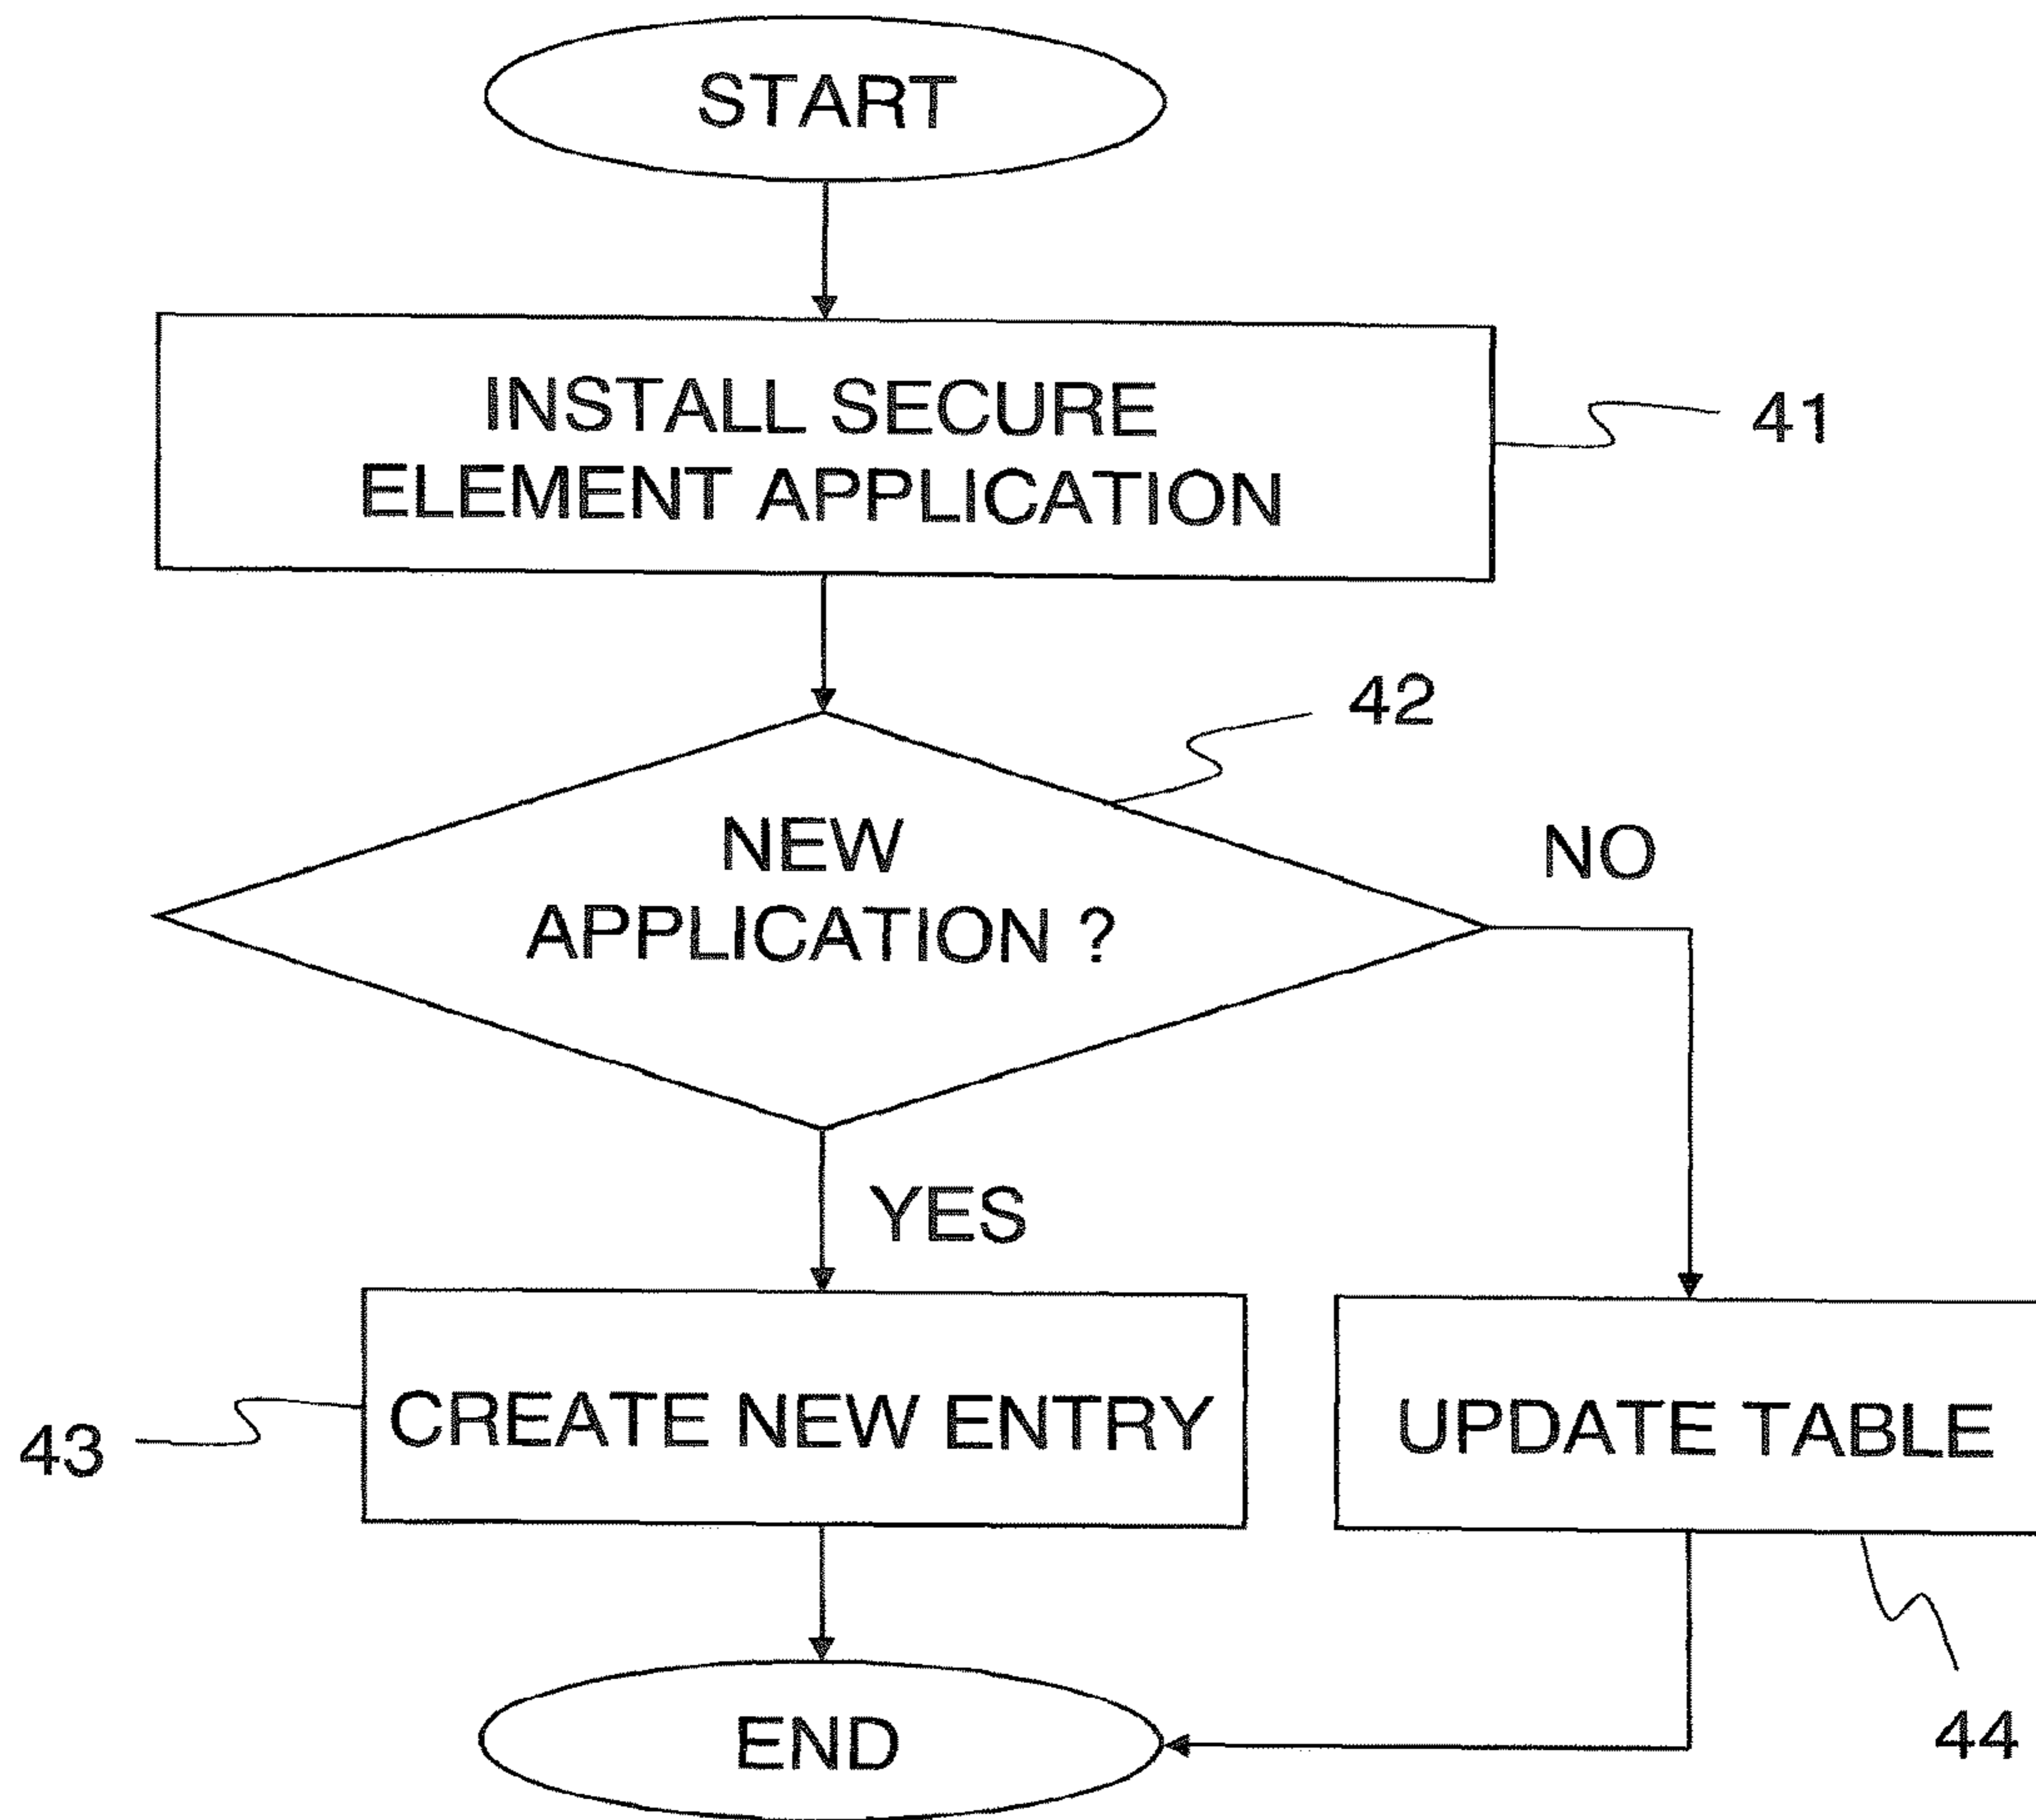 START
INSTALL SECURE
ELEMENT APPLICATION
41
42
NEW
APPLICATION ?
NO
YES
CREATE NEW ENTRY
UPDATE TABLE
43
END
44